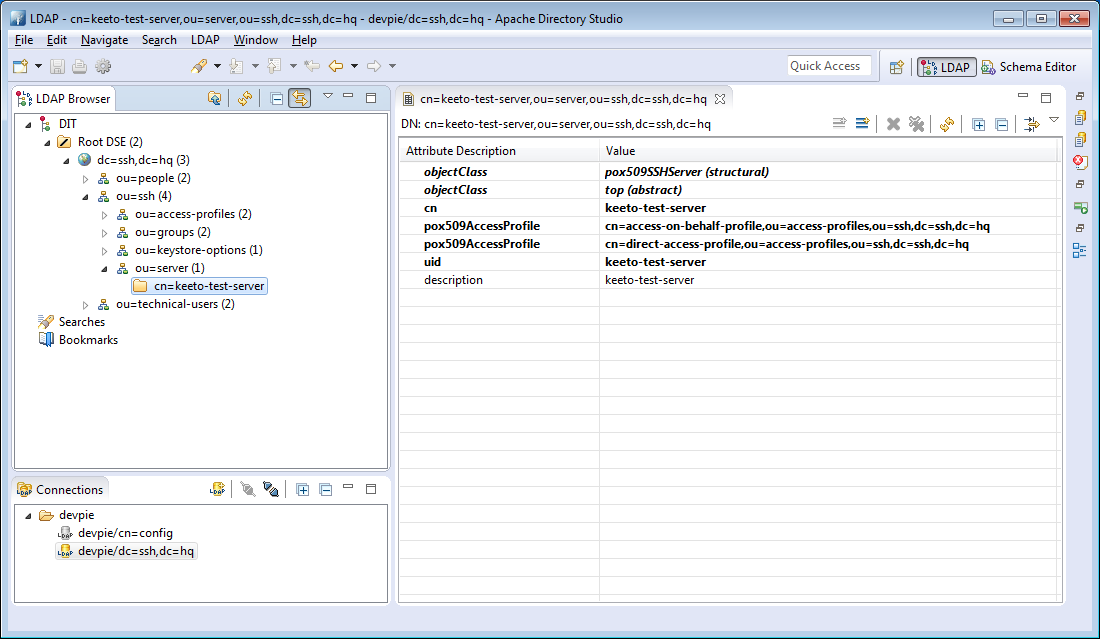 LDAP - cn=keeto-test-server,ou=server,ou=ssh,dc=ssh,dc=hq - devpie/dc=ssh,dc=hq - Apache Directory Studio
File Edit Navigate Search LDAP Window Help
Quick Access LDAP Schema Editor
LDAP Browser
DIT
Root DSE (2)
dc=ssh,dc=hq (3)
ou=people (2)
ou=ssh (4)
ou=access-profiles (2)
ou=groups (2)
ou=keystore-options (1)
ou=server (1)
cn=keeto-test-server
ou=technical-users (2)
Searches
Bookmarks
Connections
devpie
devpie/cn=config
devpie/dc=ssh,dc=hq
cn=keeto-test-server,ou=server,ou=ssh,dc=ssh,dc=hq
DN: cn=keeto-test-server,ou=server,ou=ssh,dc=ssh,dc=hq
Attribute Description Value
objectClass pox509SSHServer (structural)
objectClass top (abstract)
cn keeto-test-server
pox509AccessProfile cn=access-on-behalf-profile,ou=access-profiles,ou=ssh,dc=ssh,dc=hq
pox509AccessProfile cn=direct-access-profile,ou=access-profiles,ou=ssh,dc=ssh,dc=hq
uid keeto-test-server
description keeto-test-server